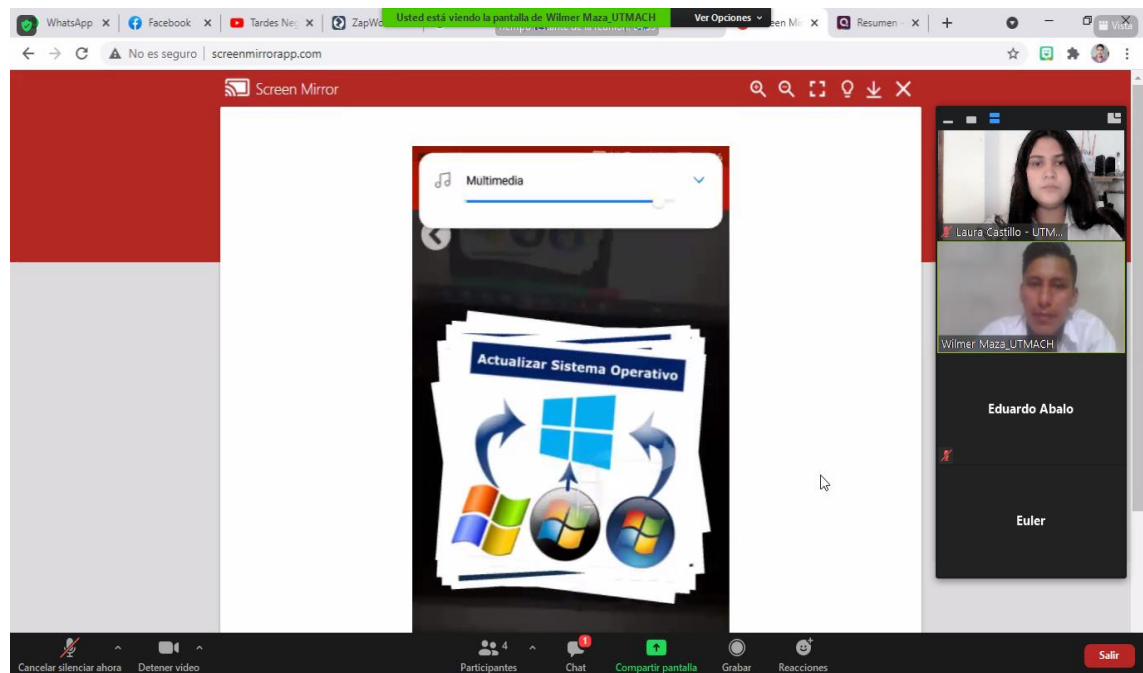 WhatsApp
Facebook
Tardes Neg
ZapWo
Usted está viendo la pantalla de Wilmer Maza_UTMACH
Ver Opciones
Resumen -
Vista
No es seguro | screenmirrorapp.com
Screen Mirror
Multimedia
Actualizar Sistema Operativo
Laura Castillo - UTM...
Wilmer Maza_UTMACH
Eduardo Abalo
Euler
Cancelar silenciar ahora
Detener video
4
Participantes
1
Chat
Compartir pantalla
Grabar
Reacciones
Salir